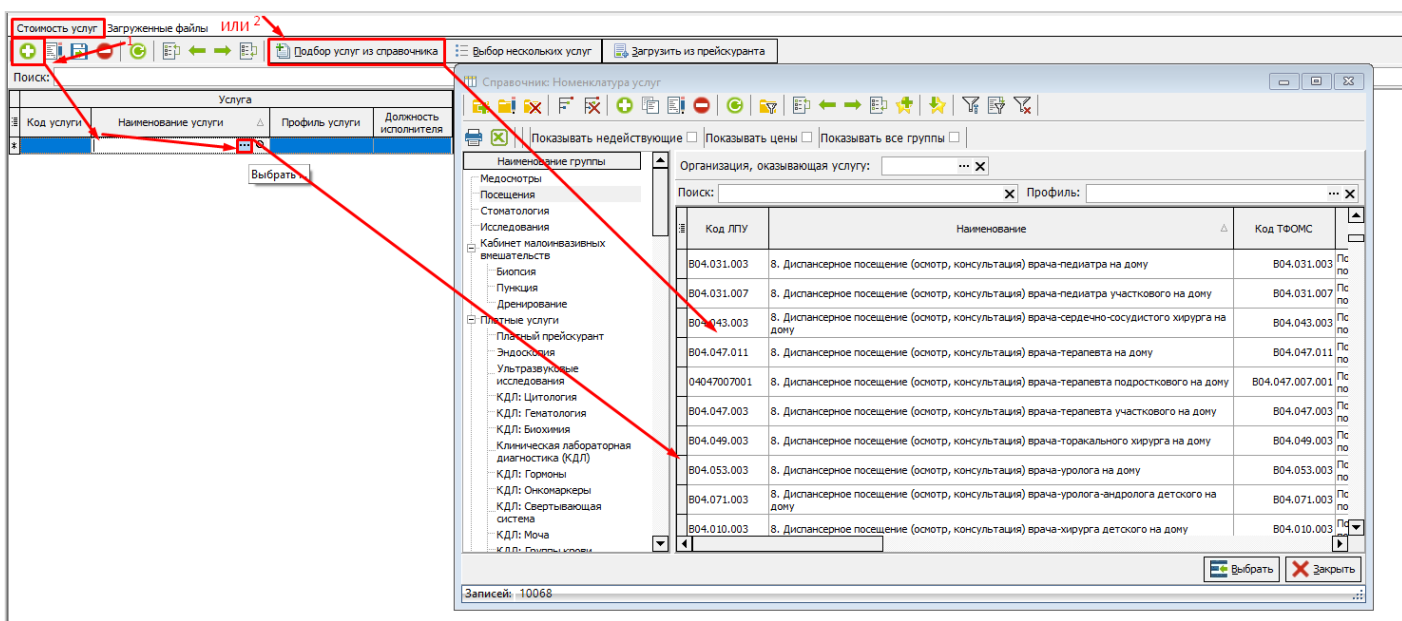 Стоимость услуг Загруженные файлы ИЛИ 2
1
Подбор услуг из справочника Выбор нескольких услуг Загрузить из прейскуранта
Поиск:
Услуга
Код услуги Наименование услуги Профиль услуги Должность исполнителя
Выбрать
Справочник: Номенклатура услуг
Показывать недействующие Показывать цены Показывать все группы
Наименование группы
Медосмотры
Посещения
Стоматология
Исследования
Кабинет малоинвазивных
вмешательств
Биопсия
Пункция
Дренирование
Платные услуги
Платный прейскурант
Эндоскопия
Ультразвуковые
исследования
КДЛ: Цитология
КДЛ: Гематология
КДЛ: Биохимия
Клиническая лабораторная
диагностика (КДЛ)
КДЛ: Гормоны
КДЛ: Онкомаркеры
КДЛ: Свертывающая
система
КДЛ: Моча
КДЛ: Группы крови
Организация, оказывающая услугу:
Поиск: Профиль:
Код ЛПУ Наименование Код ТФОМС
B04.031.003 8. Диспансерное посещение (осмотр, консультация) врача-педиатра на дому B04.031.003
B04.031.007 8. Диспансерное посещение (осмотр, консультация) врача-педиатра участкового на дому B04.031.007
B04.043.003 8. Диспансерное посещение (осмотр, консультация) врача-сердечно-сосудистого хирурга на B04.043.003
дому
B04.047.011 8. Диспансерное посещение (осмотр, консультация) врача-терапевта на дому B04.047.011
04047007001 8. Диспансерное посещение (осмотр, консультация) врача-терапевта подросткового на дому B04.047.007.001
B04.047.003 8. Диспансерное посещение (осмотр, консультация) врача-терапевта участкового на дому B04.047.003
B04.049.003 8. Диспансерное посещение (осмотр, консультация) врача-торакального хирурга на дому B04.049.003
B04.053.003 8. Диспансерное посещение (осмотр, консультация) врача-уролога на дому B04.053.003
B04.071.003 8. Диспансерное посещение (осмотр, консультация) врача-уролога-андролога детского на B04.071.003
дому
B04.010.003 8. Диспансерное посещение (осмотр, консультация) врача-хирурга детского на дому B04.010.003
Выбрать Закрыть
Записей: 10068